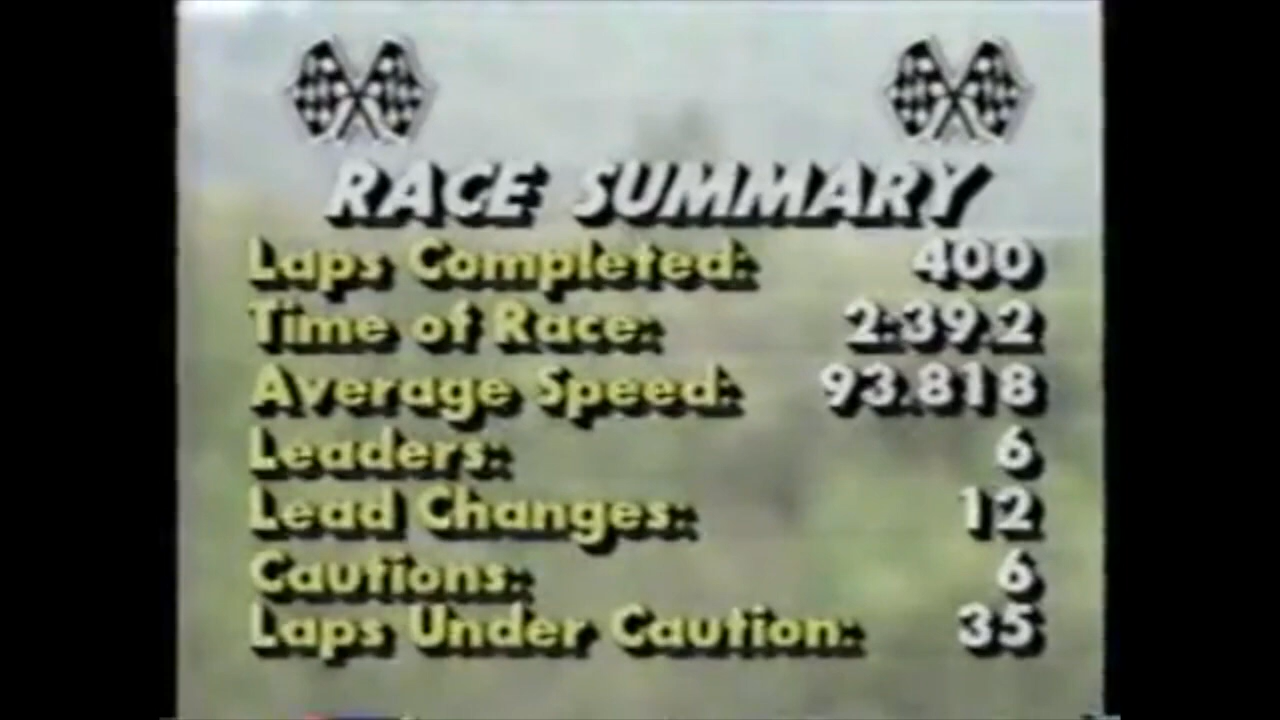 RACE SUMMARY
Laps Completed: 400
Time of Race: 2:39.2
Average Speed: 93.818
Leaders: 6
Lead Changes: 12
Cautions: 6
Laps Under Caution: 35